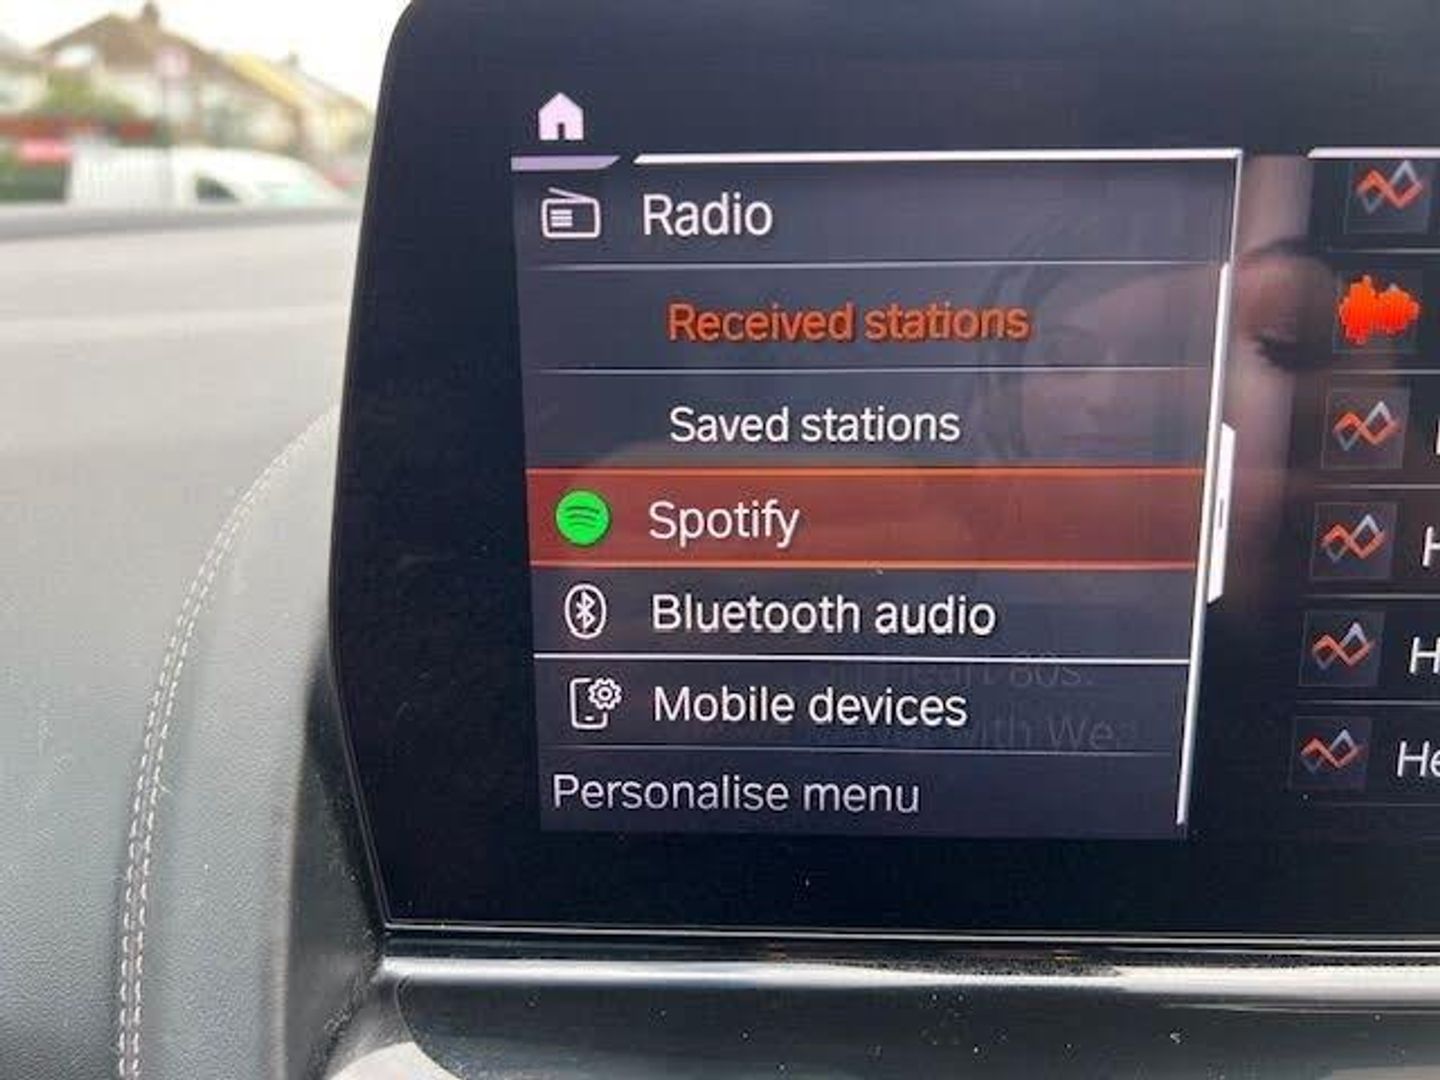 Radio
Received stations
Saved stations
Spotify
Bluetooth audio
Mobile devices
Personalise menu